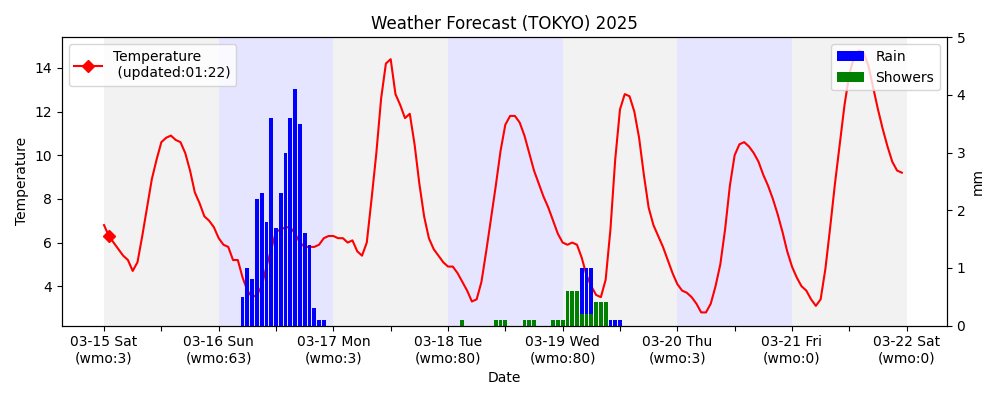 Weather Forecast (TOKYO) 2025
Temperature
(updated:01:22)
Rain
Showers
Temperature
14
12
10
8
6
4
5
4
3
2
1
0
mm
03-15 Sat
(wmo:3)
03-16 Sun
(wmo:63)
03-17 Mon
(wmo:3)
03-18 Tue
(wmo:80)
03-19 Wed
(wmo:80)
03-20 Thu
(wmo:3)
03-21 Fri
(wmo:0)
03-22 Sat
(wmo:0)
Date